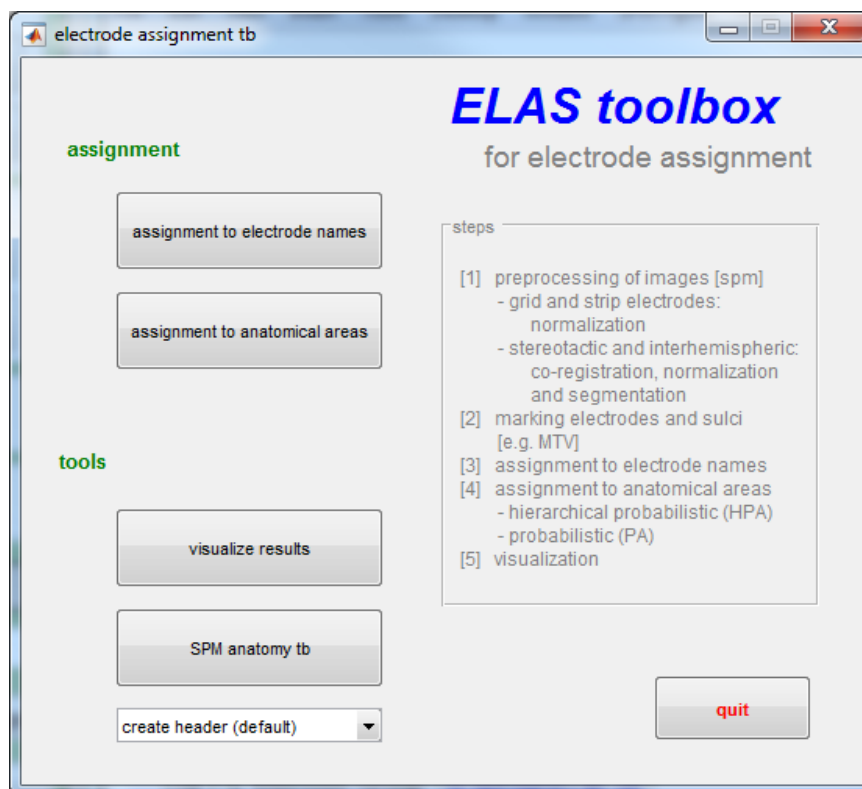 electrode assignment tb
ELAS toolbox
for electrode assignment
assignment
assignment to electrode names
assignment to anatomical areas
tools
visualize results
SPM anatomy tb
create header (default)
steps
[1] preprocessing of images [spm]
- grid and strip electrodes:
normalization
- stereotactic and interhemispheric:
co-registration, normalization
and segmentation
[2] marking electrodes and sulci
[e.g. MTV]
[3] assignment to electrode names
[4] assignment to anatomical areas
- hierarchical probabilistic (HPA)
- probabilistic (PA)
[5] visualization
quit